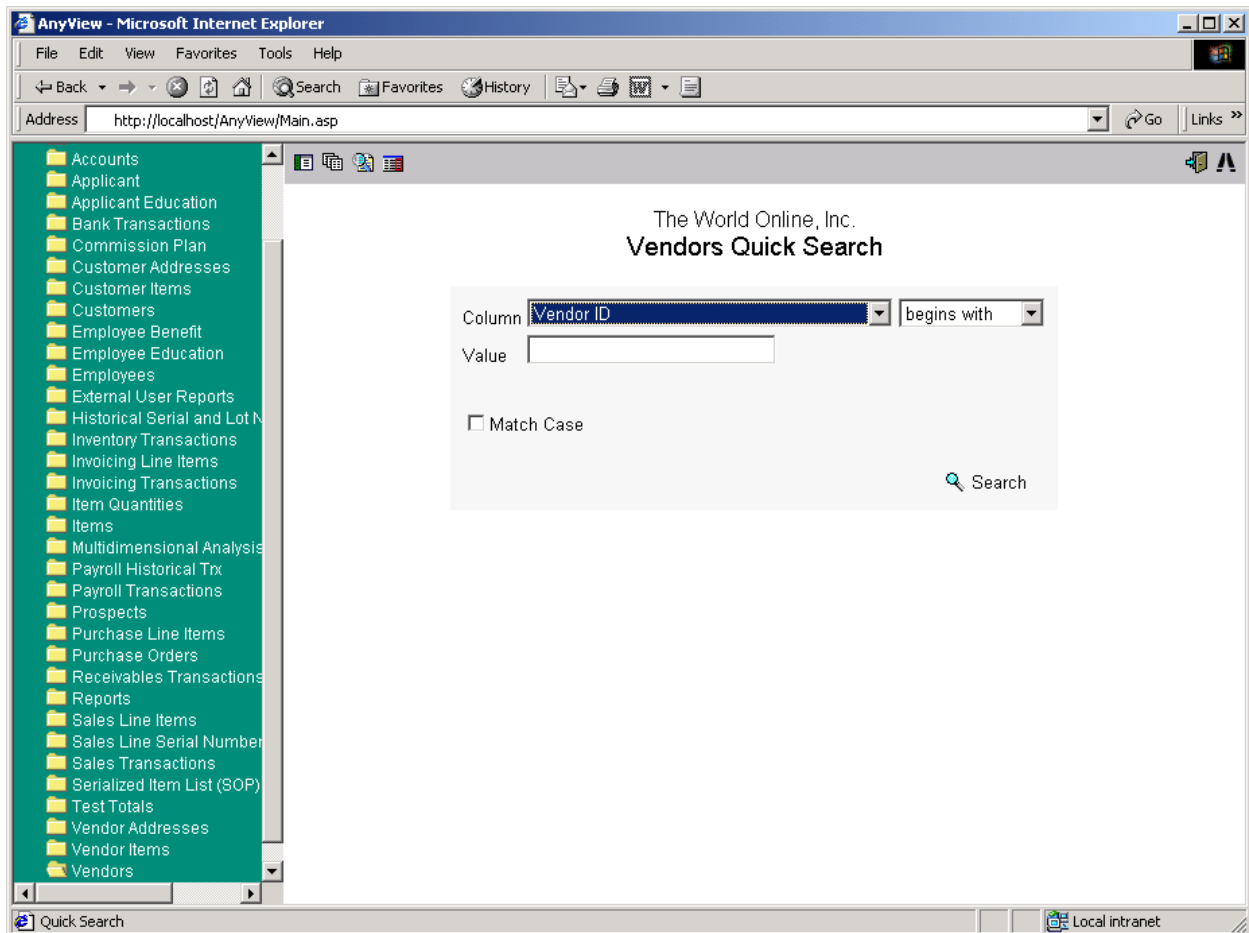 AnyView - Microsoft Internet Explorer
File Edit View Favorites Tools Help
Back Search Favorites History
Address http://localhost/AnyView/Main.asp Go Links »
Accounts
Applicant
Applicant Education
Bank Transactions
Commission Plan
Customer Addresses
Customer Items
Customers
Employee Benefit
Employee Education
Employees
External User Reports
Historical Serial and Lot N
Inventory Transactions
Invoicing Line Items
Invoicing Transactions
Item Quantities
Items
Multidimensional Analysis
Payroll Historical Trx
Payroll Transactions
Prospects
Purchase Line Items
Purchase Orders
Receivables Transactions
Reports
Sales Line Items
Sales Line Serial Number
Sales Transactions
Serialized Item List (SOP)
Test Totals
Vendor Addresses
Vendor Items
Vendors
The World Online, Inc.
Vendors Quick Search
Column Vendor ID begins with
Value
Match Case
Search
Quick Search Local intranet